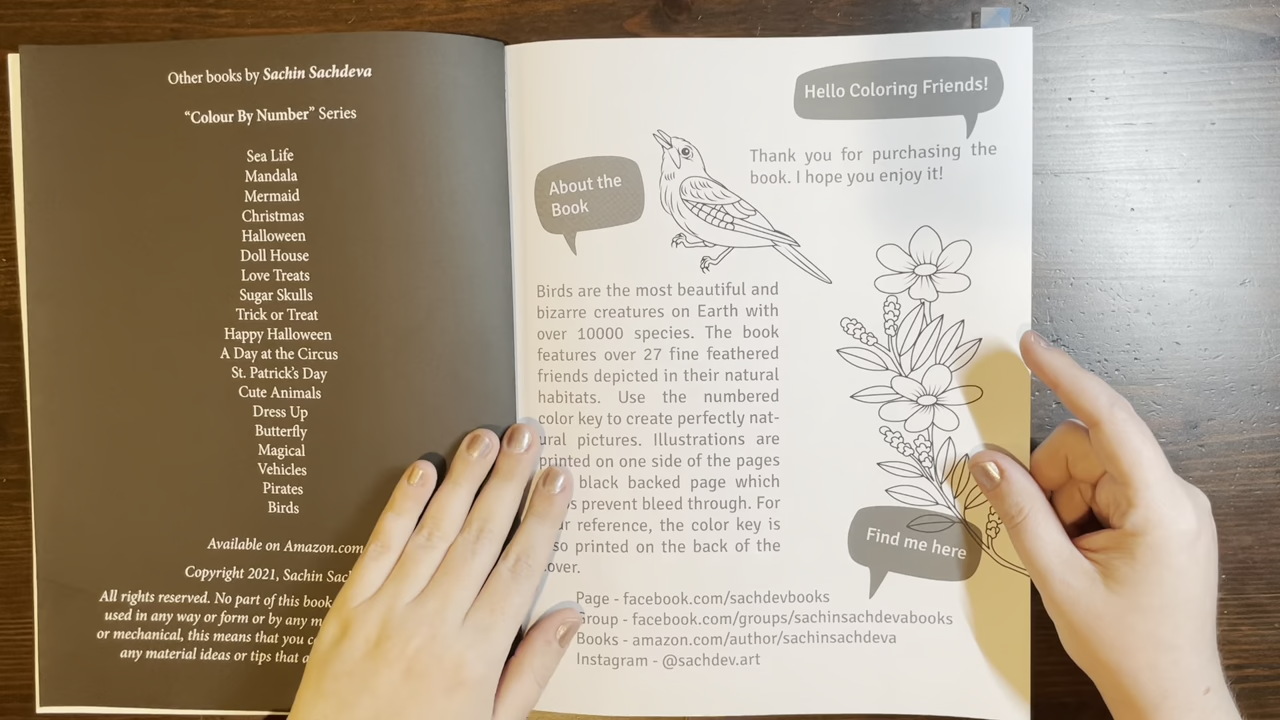 Other books by Sachin Sachdeva
“Colour By Number” Series
Sea Life
Mandala
Mermaid
Christmas
Halloween
Doll House
Love Treats
Sugar Skulls
Trick or Treat
Happy Halloween
A Day at the Circus
St. Patrick’s Day
Cute Animals
Dress Up
Butterfly
Magical
Vehicles
Pirates
Birds
Available on Amazon.com
Copyright 2021, Sachin
All rights reserved. No part of this book
used in any way or form or by any
or mechanical, this means that you
any material ideas or tips that
Hello Coloring Friends!
Thank you for purchasing the
book. I hope you enjoy it!
About the
Book
Birds are the most beautiful and
bizarre creatures on Earth with
over 10000 species. The book
features over 27 fine feathered
friends depicted in their natural
habitats. Use the numbered
color key to create perfectly nat-
ural pictures. Illustrations are
printed on one side of the pages
black backed page which
prevent bleed through. For
reference, the color key is
printed on the back of the
cover.
Find me here
Page - facebook.com/sachdevbooks
Group - facebook.com/groups/sachinsachdevabooks
Books - amazon.com/author/sachinsachdeva
Instagram - @sachdev.art